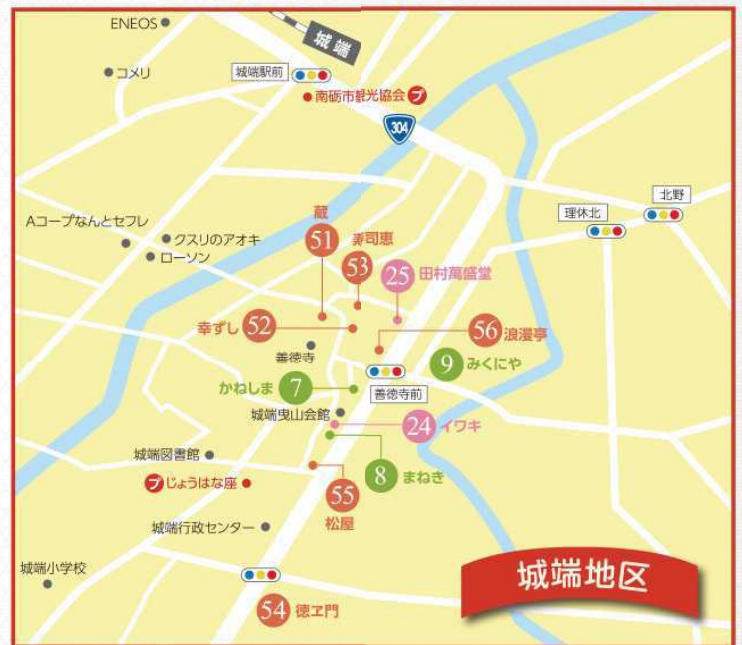 ENEOS
城端
コメリ
城端駅前
南砺市観光協会 プ
304
北野
理休北
Aコープなんとセフレ
クスリのアオキ
ローソン
蔵
51
寿司恵
53
25 田村萬盛堂
幸ずし 52
56 浪漫亭
善徳寺
9 みくにや
かねしま 7
善徳寺前
城端曳山会館
24 イワキ
城端図書館
8 まねき
プ じょうはな座
55
松屋
城端行政センター
城端小学校
城端地区
54 徳ヱ門